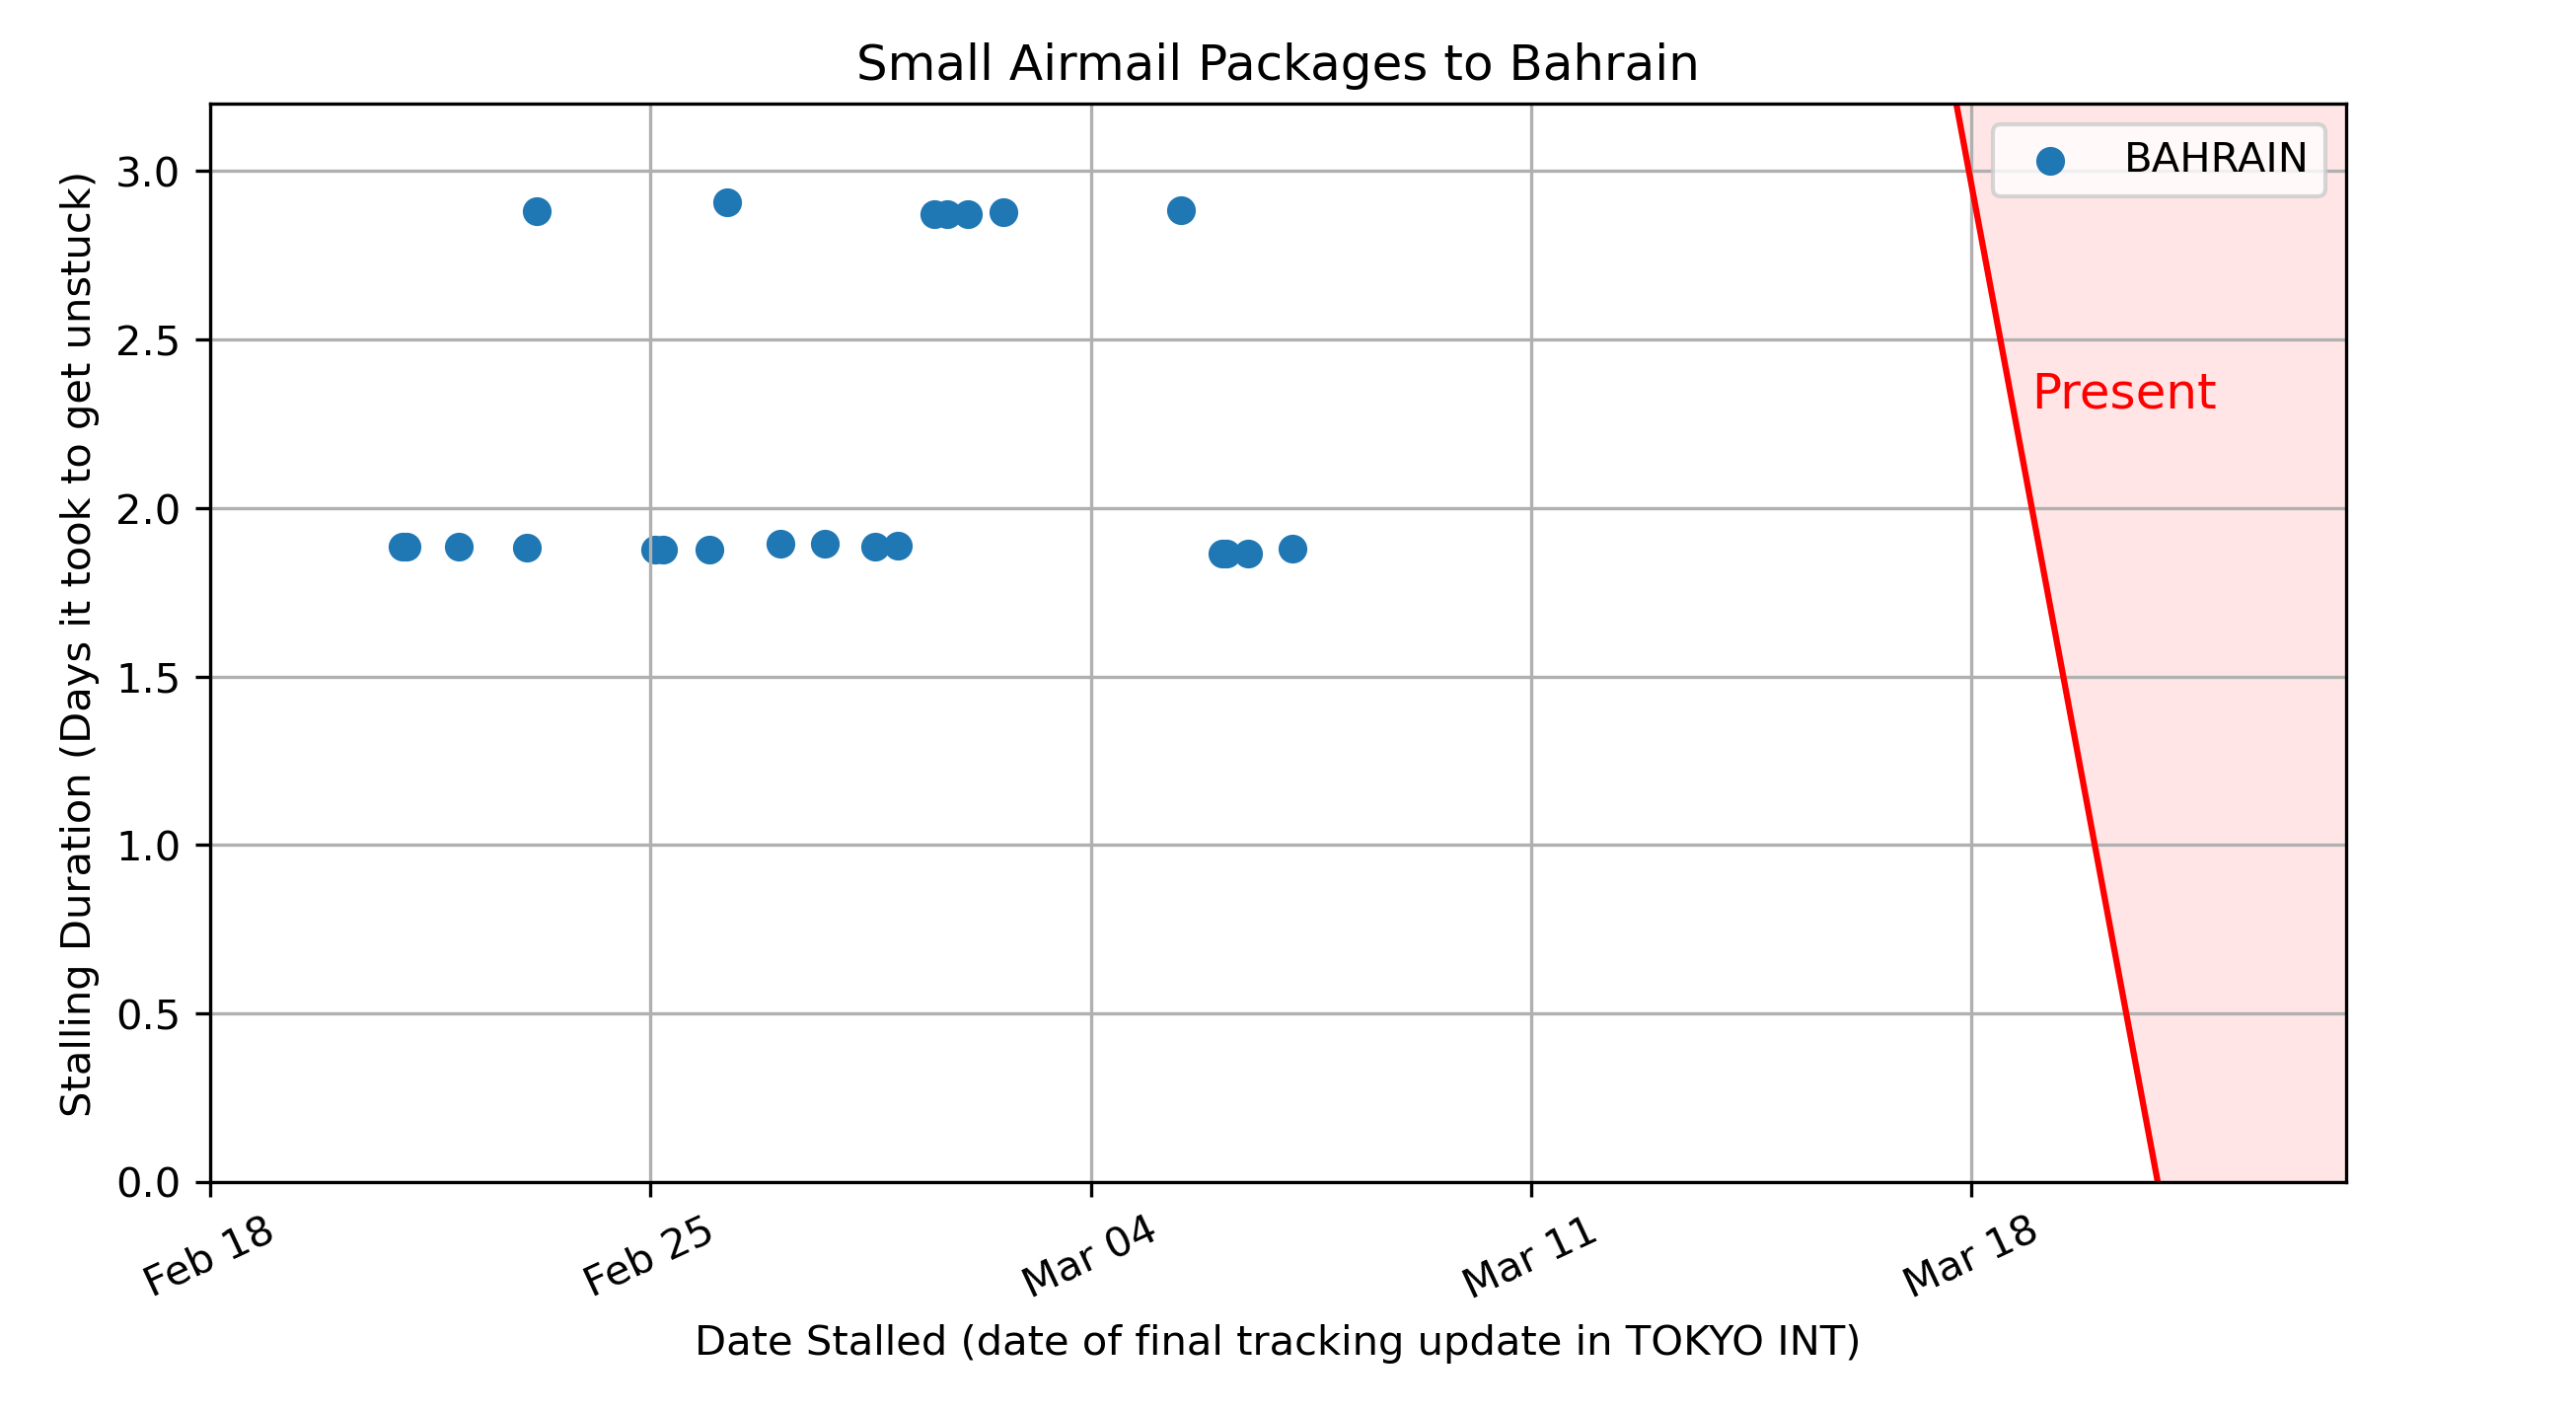 Small Airmail Packages to Bahrain
Stalling Duration (Days it took to get unstuck)
3.0
2.5
2.0
1.5
1.0
0.5
0.0
BAHRAIN
Present
Feb 18
Feb 25
Mar 04
Mar 11
Mar 18
Date Stalled (date of final tracking update in TOKYO INT)